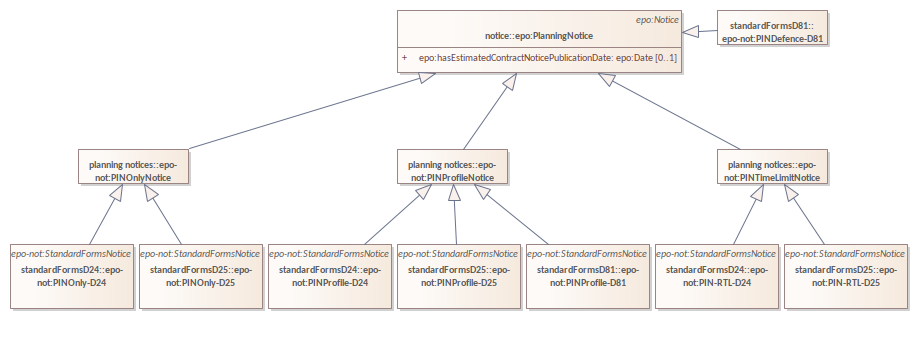 epo:Notice
notice::epo:PlanningNotice
+ epo:hasEstimatedContractNoticePublicationDate: epo:Date [0..1]
standardFormsD81::
epo-not:PINDefence-D81
planning notices::epo-
not:PINOnlyNotice
planning notices::epo-
not:PINProfileNotice
planning notices::epo-
not:PINTimeLimitNotice
epo-not:StandardFormsNotice
standardFormsD24::epo-
not:PINOnly-D24
epo-not:StandardFormsNotice
standardFormsD25::epo-
not:PINOnly-D25
epo-not:StandardFormsNotice
standardFormsD24::epo-
not:PINProfile-D24
epo-not:StandardFormsNotice
standardFormsD25::epo-
not:PINProfile-D25
epo-not:StandardFormsNotice
standardFormsD81::epo-
not:PINProfile-D81
epo-not:StandardFormsNotice
standardFormsD24::epo-
not:PIN-RTL-D24
epo-not:StandardFormsNotice
standardFormsD25::epo-
not:PIN-RTL-D25